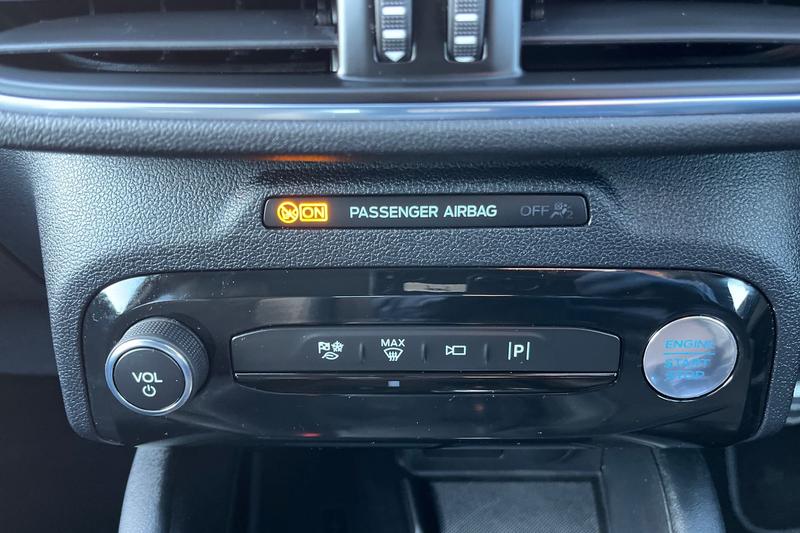 ON PASSENGER AIRBAG OFF
VOL
MAX
P
ENGINE
START
STOP